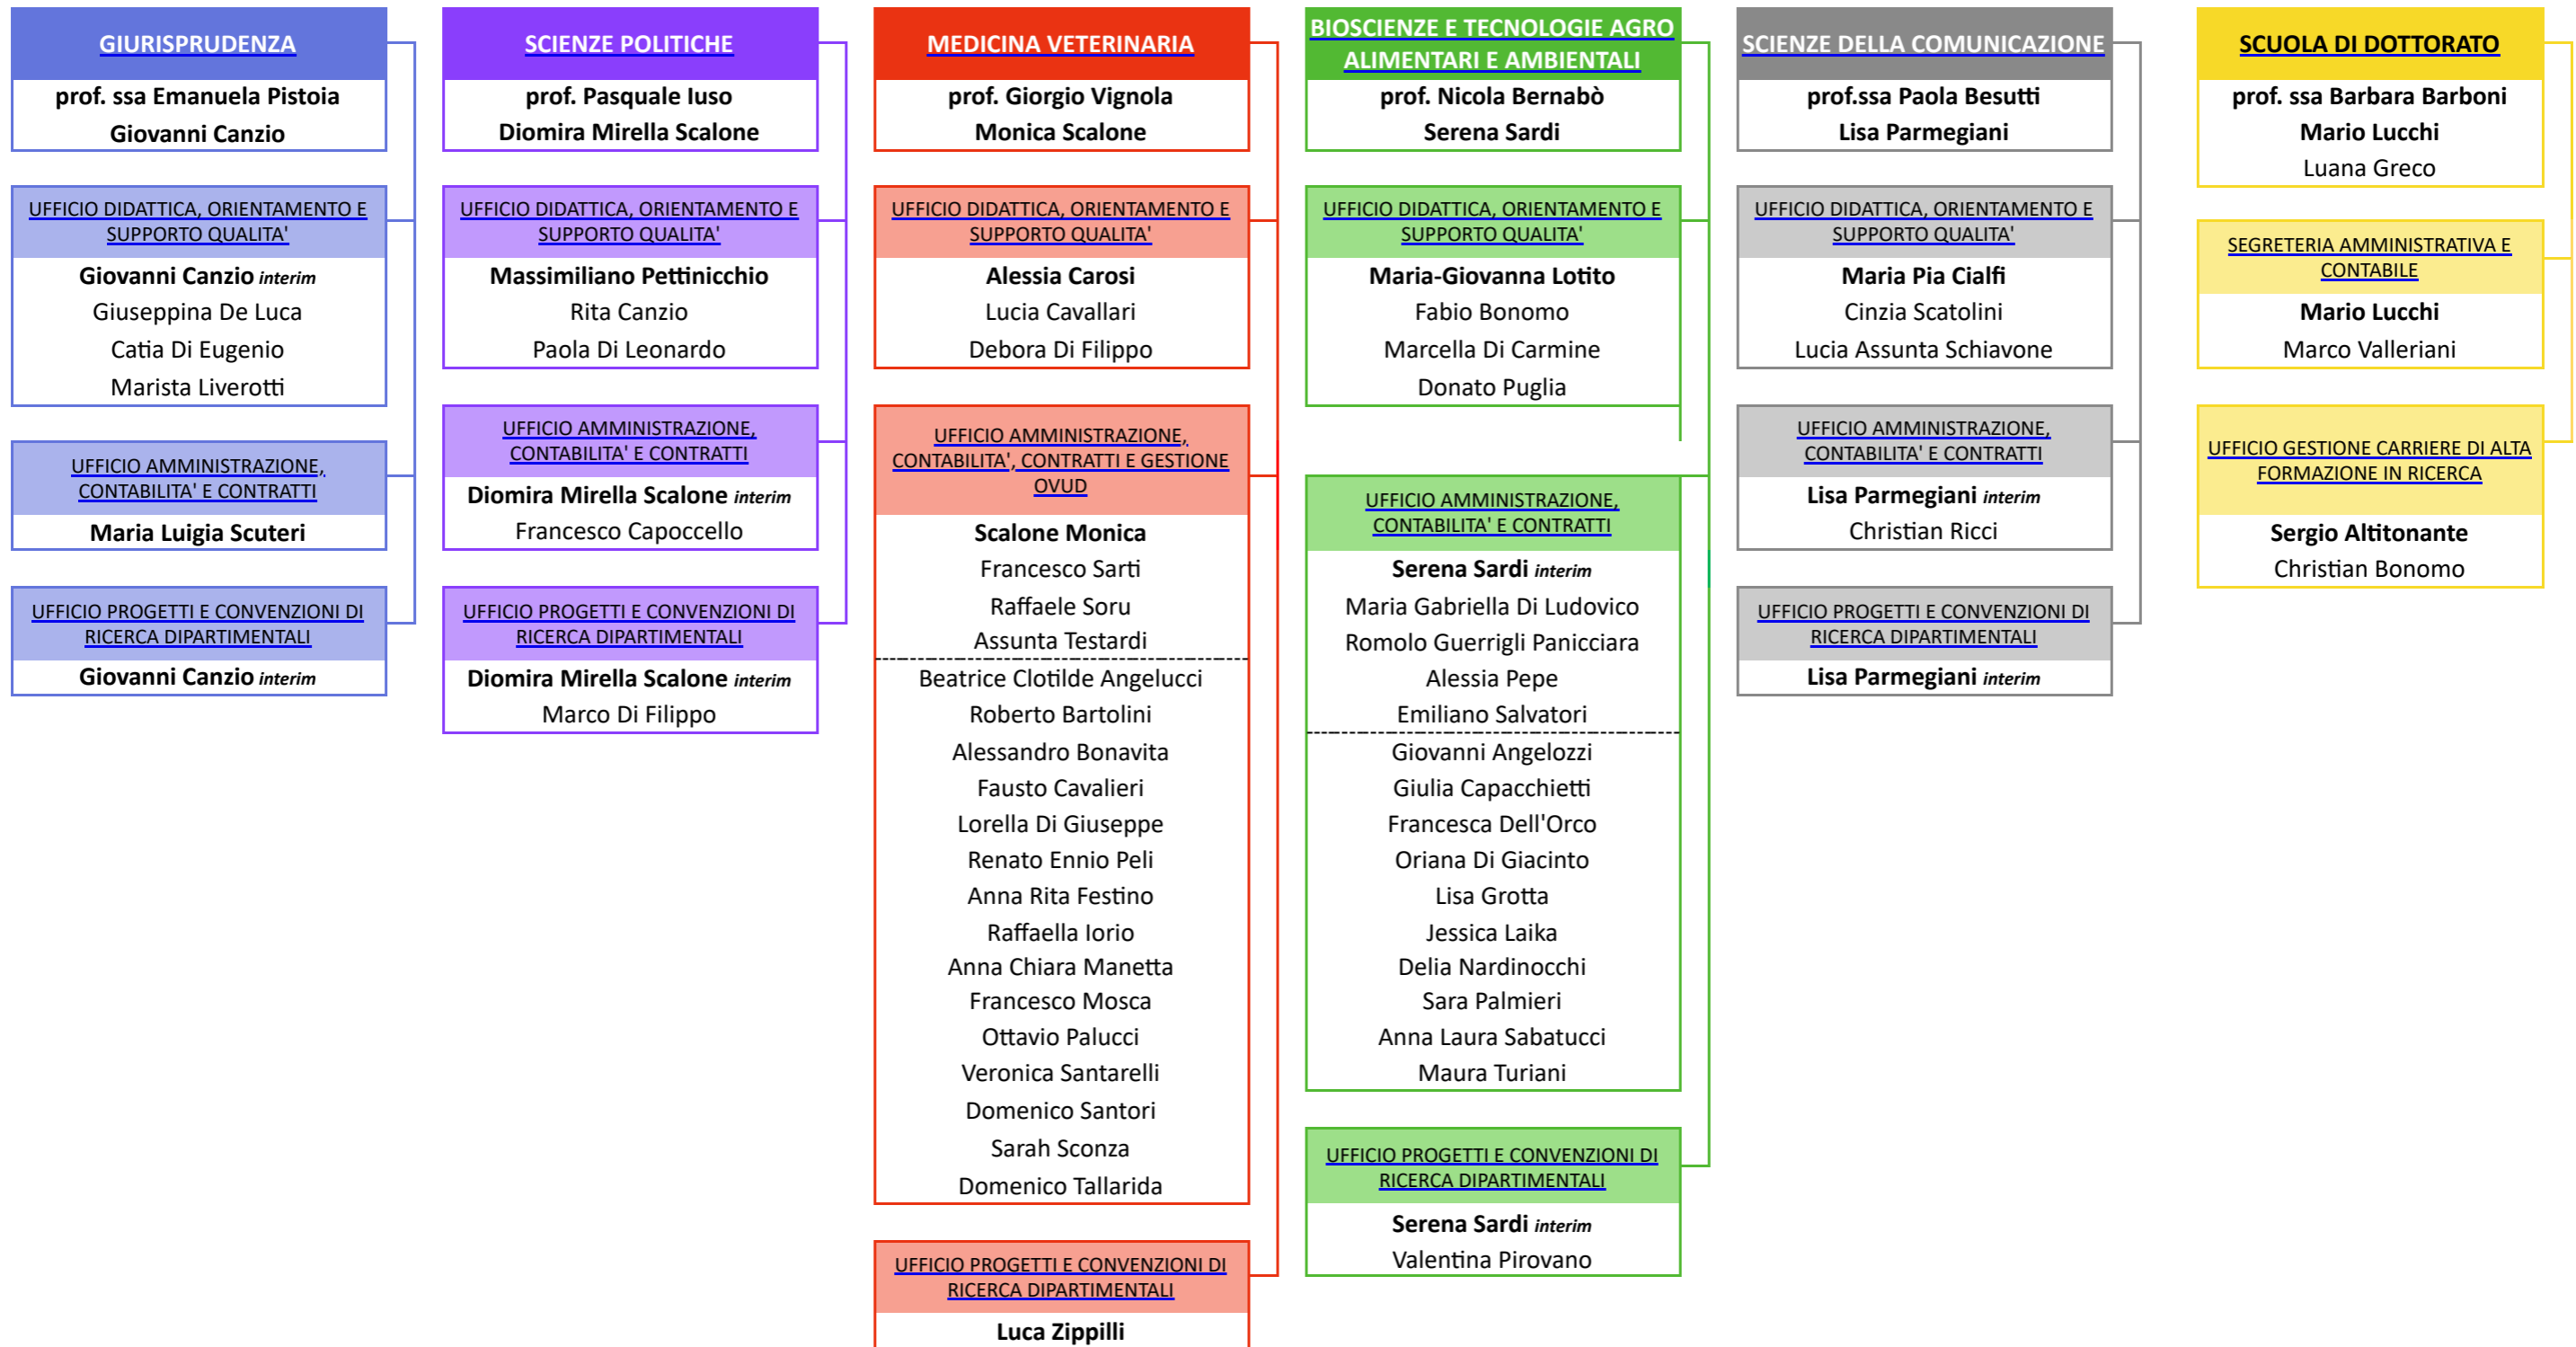 GIURISPRUDENZA
prof. ssa Emanuela Pistoia
Giovanni Canzio
UFFICIO DIDATTICA, ORIENTAMENTO E
SUPPORTO QUALITA'
Giovanni Canzio interim
Giuseppina De Luca
Catia Di Eugenio
Marista Liverotti
UFFICIO AMMINISTRAZIONE,
CONTABILITA' E CONTRATTI
Maria Luigia Scuteri
UFFICIO PROGETTI E CONVENZIONI DI
RICERCA DIPARTIMENTALI
Giovanni Canzio interim
SCIENZE POLITICHE
prof. Pasquale Iuso
Diomira Mirella Scalone
UFFICIO DIDATTICA, ORIENTAMENTO E
SUPPORTO QUALITA'
Massimiliano Pettinicchio
Rita Canzio
Paola Di Leonardo
UFFICIO AMMINISTRAZIONE,
CONTABILITA' E CONTRATTI
Diomira Mirella Scalone interim
Francesco Capoccello
UFFICIO PROGETTI E CONVENZIONI DI
RICERCA DIPARTIMENTALI
Diomira Mirella Scalone interim
Marco Di Filippo
MEDICINA VETERINARIA
prof. Giorgio Vignola
Monica Scalone
UFFICIO DIDATTICA, ORIENTAMENTO E
SUPPORTO QUALITA'
Alessia Carosi
Lucia Cavallari
Debora Di Filippo
UFFICIO AMMINISTRAZIONE,
CONTABILITA', CONTRATTI E GESTIONE
OVUD
Scalone Monica
Francesco Sarti
Raffaele Soru
Assunta Testardi
Beatrice Clotilde Angelucci
Roberto Bartolini
Alessandro Bonavita
Fausto Cavalieri
Lorella Di Giuseppe
Renato Ennio Peli
Anna Rita Festino
Raffaella Iorio
Anna Chiara Manetta
Francesco Mosca
Ottavio Palucci
Veronica Santarelli
Domenico Santori
Sarah Sconza
Domenico Tallarida
UFFICIO PROGETTI E CONVENZIONI DI
RICERCA DIPARTIMENTALI
Luca Zippilli
BIOSCIENZE E TECNOLOGIE AGRO
ALIMENTARI E AMBIENTALI
prof. Nicola Bernabò
Serena Sardi
UFFICIO DIDATTICA, ORIENTAMENTO E
SUPPORTO QUALITA'
Maria-Giovanna Lotito
Fabio Bonomo
Marcella Di Carmine
Donato Puglia
UFFICIO AMMINISTRAZIONE,
CONTABILITA' E CONTRATTI
Serena Sardi interim
Maria Gabriella Di Ludovico
Romolo Guerrigli Panicciara
Alessia Pepe
Emiliano Salvatori
Giovanni Angelozzi
Giulia Capacchietti
Francesca Dell'Orco
Oriana Di Giacinto
Lisa Grotta
Jessica Laika
Delia Nardinocchi
Sara Palmieri
Anna Laura Sabatucci
Maura Turiani
UFFICIO PROGETTI E CONVENZIONI DI
RICERCA DIPARTIMENTALI
Serena Sardi interim
Valentina Pirovano
SCIENZE DELLA COMUNICAZIONE
prof.ssa Paola Besutti
Lisa Parmegiani
UFFICIO DIDATTICA, ORIENTAMENTO E
SUPPORTO QUALITA'
Maria Pia Cialfi
Cinzia Scatolini
Lucia Assunta Schiavone
UFFICIO AMMINISTRAZIONE,
CONTABILITA' E CONTRATTI
Lisa Parmegiani interim
Christian Ricci
UFFICIO PROGETTI E CONVENZIONI DI
RICERCA DIPARTIMENTALI
Lisa Parmegiani interim
SCUOLA DI DOTTORATO
prof. ssa Barbara Barboni
Mario Lucchi
Luana Greco
SEGRETERIA AMMINISTRATIVA E
CONTABILE
Mario Lucchi
Marco Valleriani
UFFICIO GESTIONE CARRIERE DI ALTA
FORMAZIONE IN RICERCA
Sergio Altitonante
Christian Bonomo